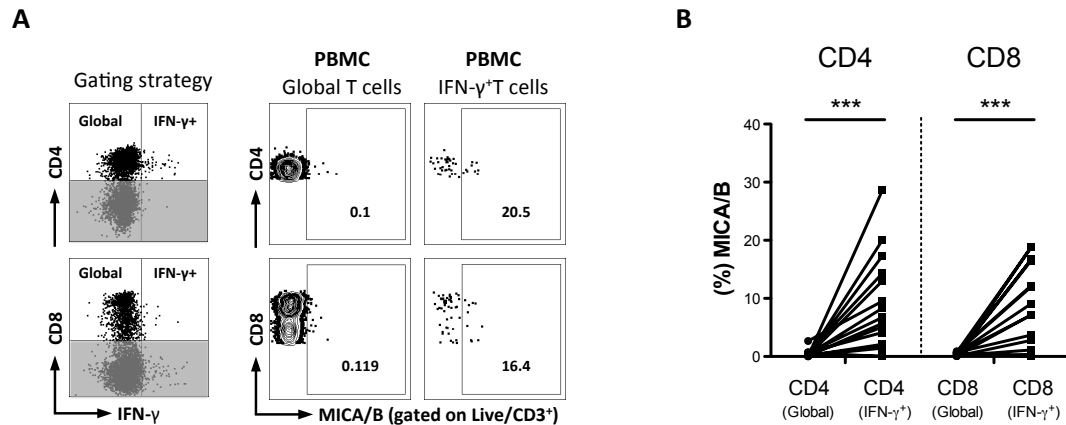 A
Gating strategy
PBMC
Global T cells
PBMC
IFN-γ⁺T cells
Global
IFN-γ+
CD4
CD4
0.1
20.5
Global
IFN-γ+
CD8
CD8
0.119
16.4
IFN-γ
MICA/B (gated on Live/CD3⁺)
B
CD4
CD8
***
***
(%) MICA/B
40
30
20
10
0
CD4
(Global)
CD4
(IFN-γ⁺)
CD8
(Global)
CD8
(IFN-γ⁺)